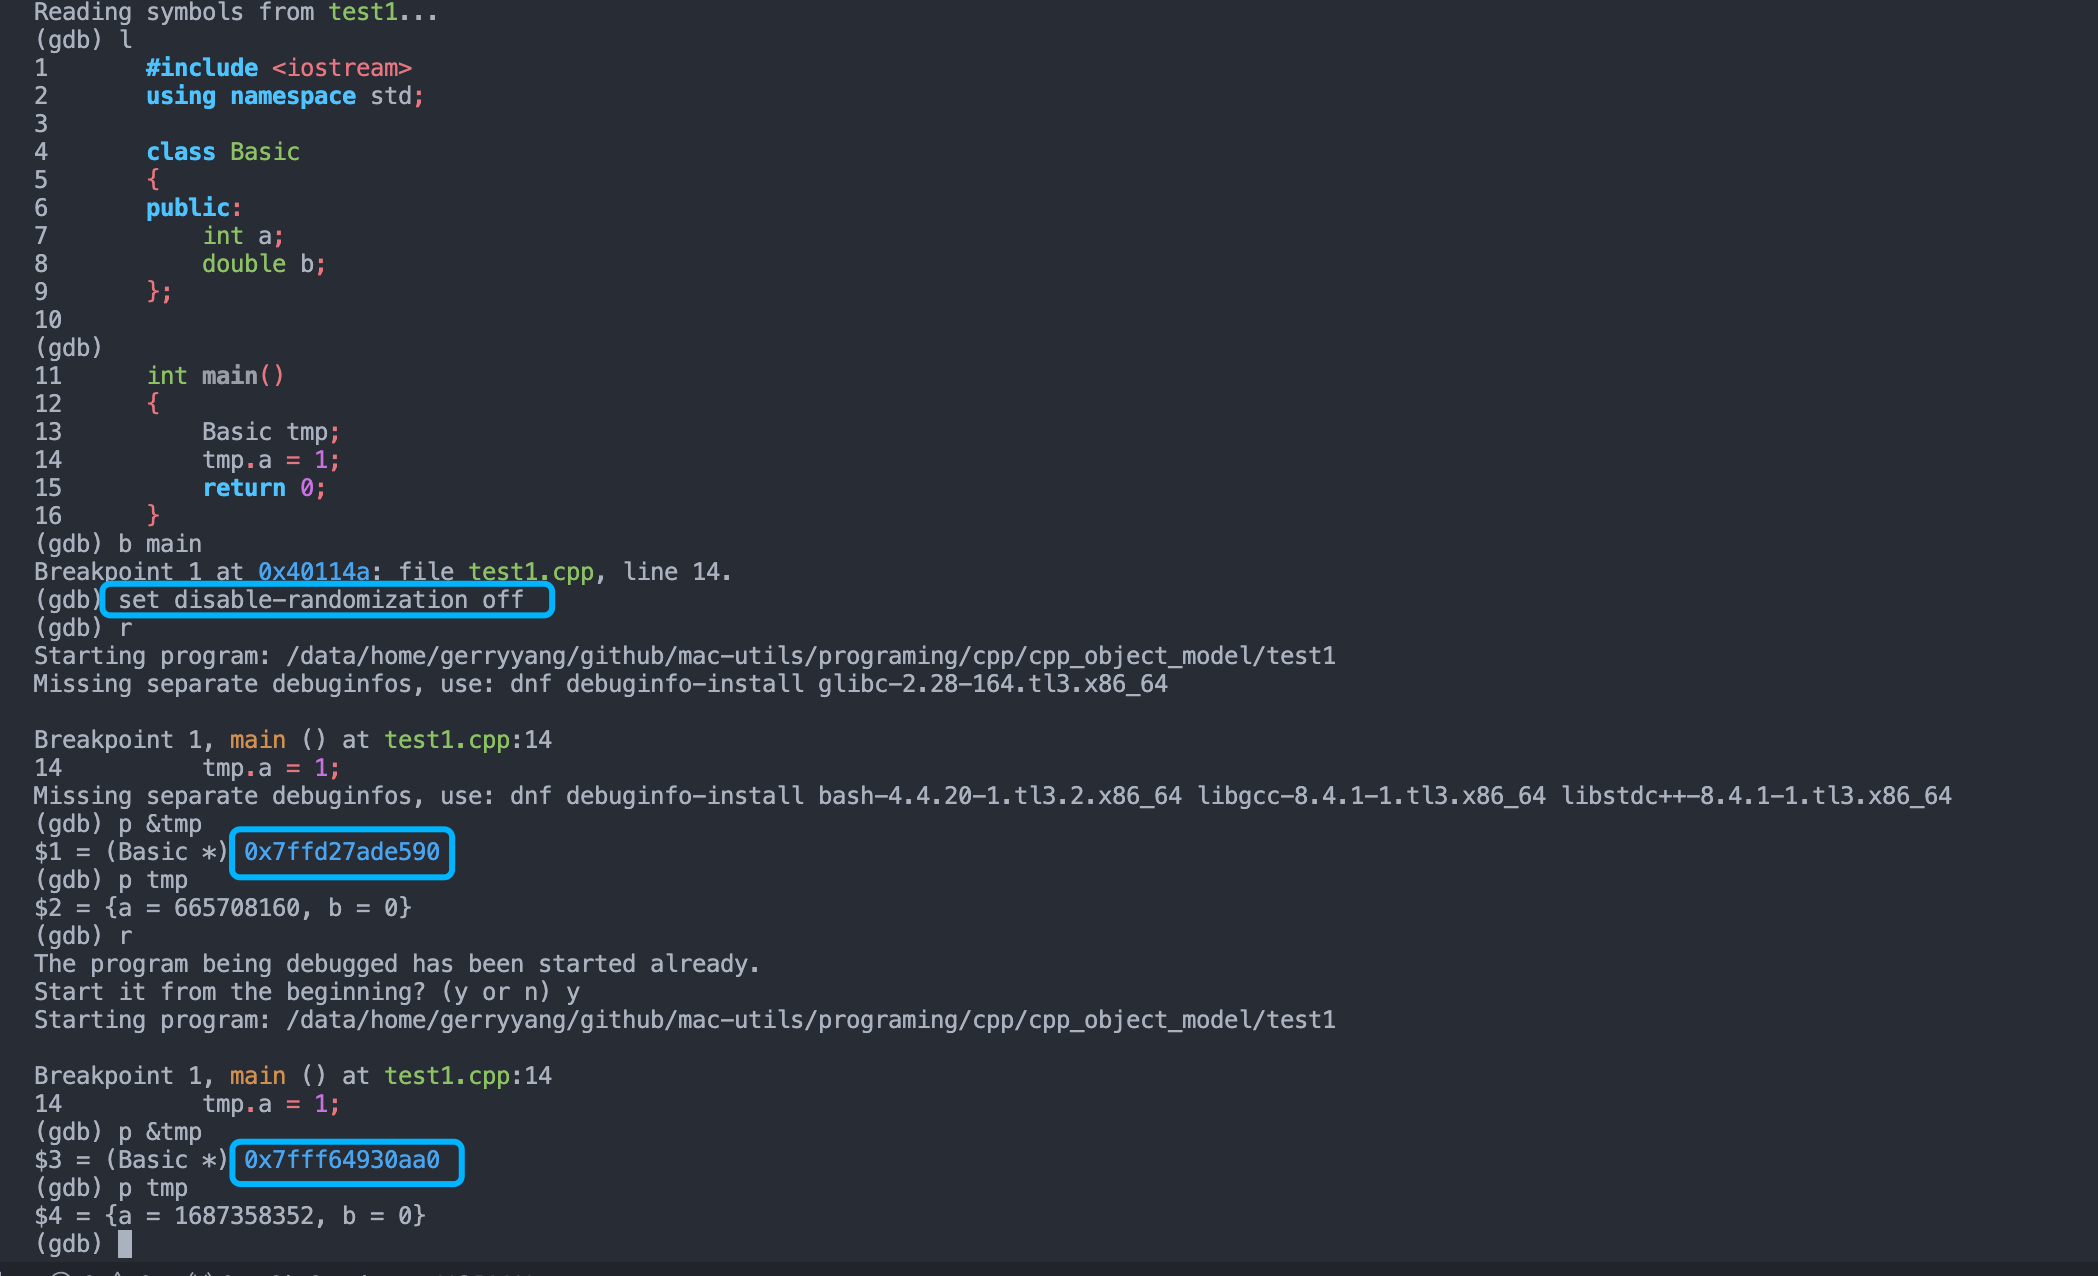 Reading symbols from test1...
(gdb) l
1       #include <iostream>
2       using namespace std;
3
4       class Basic
5       {
6       public:
7           int a;
8           double b;
9       };
10
(gdb)
11      int main()
12      {
13          Basic tmp;
14          tmp.a = 1;
15          return 0;
16      }
(gdb) b main
Breakpoint 1 at 0x40114a: file test1.cpp, line 14.
(gdb) set disable-randomization off
(gdb) r
Starting program: /data/home/gerryyang/github/mac-utils/programing/cpp/cpp_object_model/test1
Missing separate debuginfos, use: dnf debuginfo-install glibc-2.28-164.tl3.x86_64

Breakpoint 1, main () at test1.cpp:14
14          tmp.a = 1;
Missing separate debuginfos, use: dnf debuginfo-install bash-4.4.20-1.tl3.2.x86_64 libgcc-8.4.1-1.tl3.x86_64 libstdc++-8.4.1-1.tl3.x86_64
(gdb) p &tmp
$1 = (Basic *) 0x7ffd27ade590
(gdb) p tmp
$2 = {a = 665708160, b = 0}
(gdb) r
The program being debugged has been started already.
Start it from the beginning? (y or n) y
Starting program: /data/home/gerryyang/github/mac-utils/programing/cpp/cpp_object_model/test1

Breakpoint 1, main () at test1.cpp:14
14          tmp.a = 1;
(gdb) p &tmp
$3 = (Basic *) 0x7fff64930aa0
(gdb) p tmp
$4 = {a = 1687358352, b = 0}
(gdb)